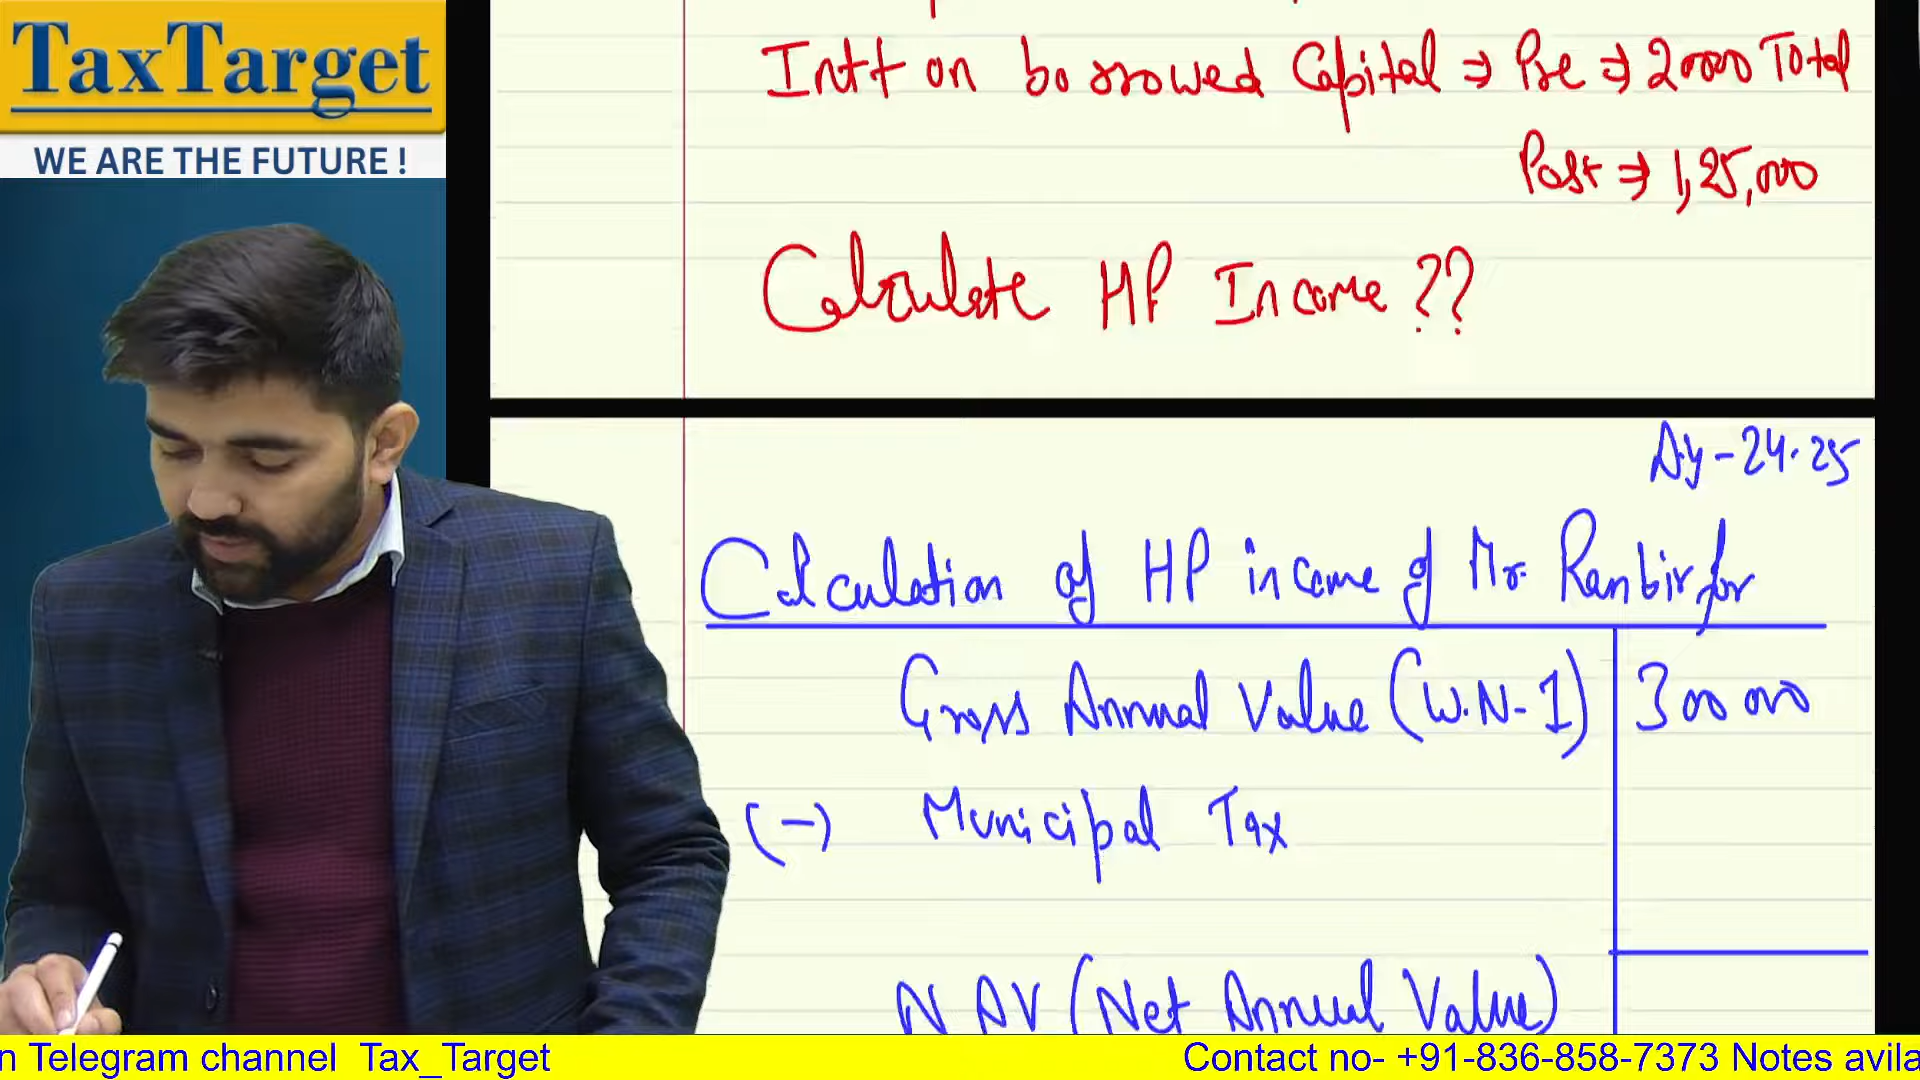 TaxTarget
WE ARE THE FUTURE !
Intt on borrowed Capital ⇒ Pre ⇒ 20000 Total
Post ⇒ 1,25,000
Calculate HP Income ??
A.y - 24-25
Calculation of HP income of Mr. Ranbir for
Gross Annual Value (W.N-1) 300000
(-) Municipal Tax
NAV (Net Annual Value)
n Telegram channel Tax_Target
Contact no- +91-836-858-7373 Notes avila